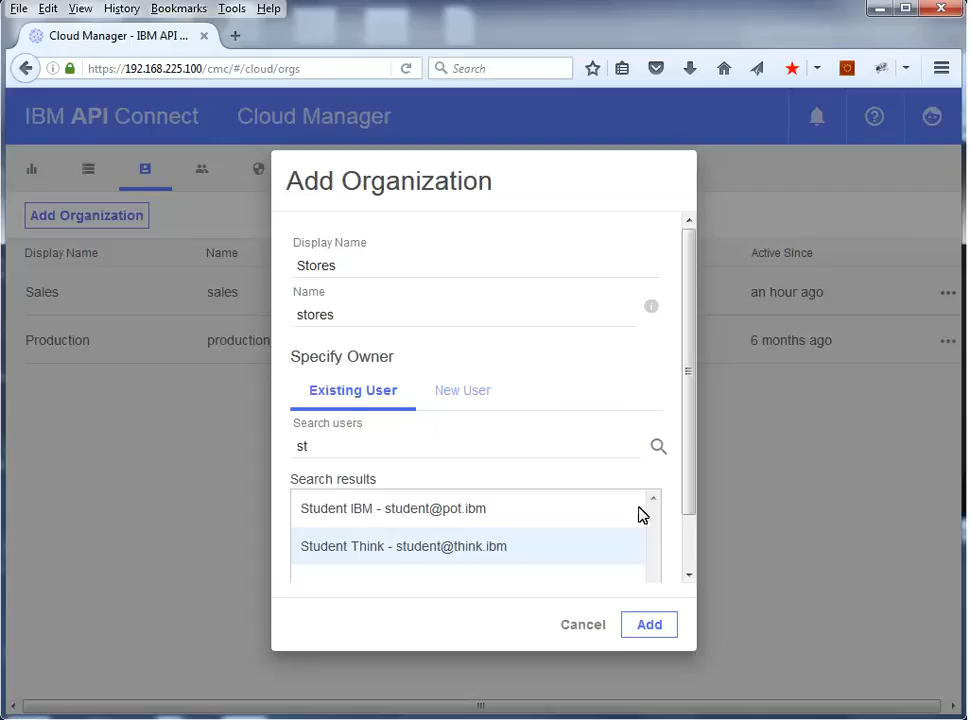 File Edit View History Bookmarks Tools Help
Cloud Manager - IBM API ...
https://192.168.225.100/cmc/#/cloud/orgs
Search
IBM API Connect Cloud Manager
Add Organization
Display Name Name Active Since
Sales sales an hour ago
Production production 6 months ago
Add Organization
Display Name
Stores
Name
stores
Specify Owner
Existing User New User
Search users
st
Search results
Student IBM - student@pot.ibm
Student Think - student@think.ibm
Cancel Add